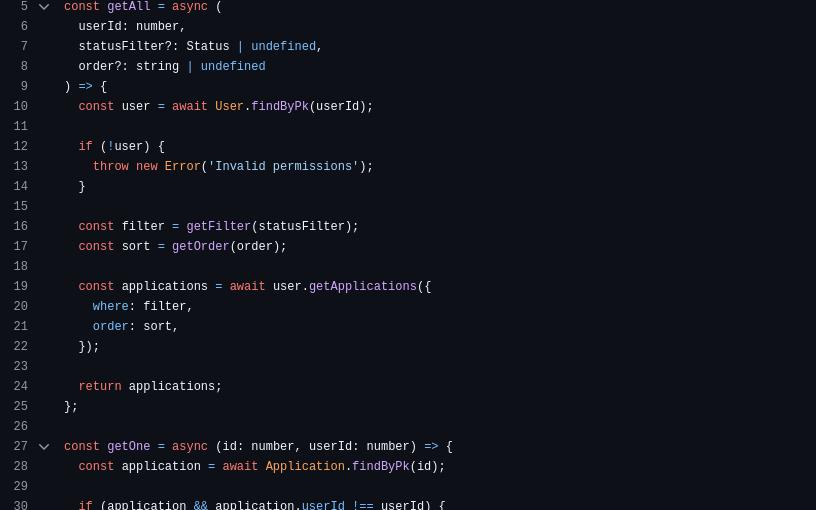 5 const getAll = async (
6 userId: number,
7 statusFilter?: Status | undefined,
8 order?: string | undefined
9 ) => {
10 const user = await User.findByPk(userId);
11
12 if (!user) {
13 throw new Error('Invalid permissions');
14 }
15
16 const filter = getFilter(statusFilter);
17 const sort = getOrder(order);
18
19 const applications = await user.getApplications({
20 where: filter,
21 order: sort,
22 });
23
24 return applications;
25 };
26
27 const getOne = async (id: number, userId: number) => {
28 const application = await Application.findByPk(id);
29
30 if (application && application.userId !== userId) {